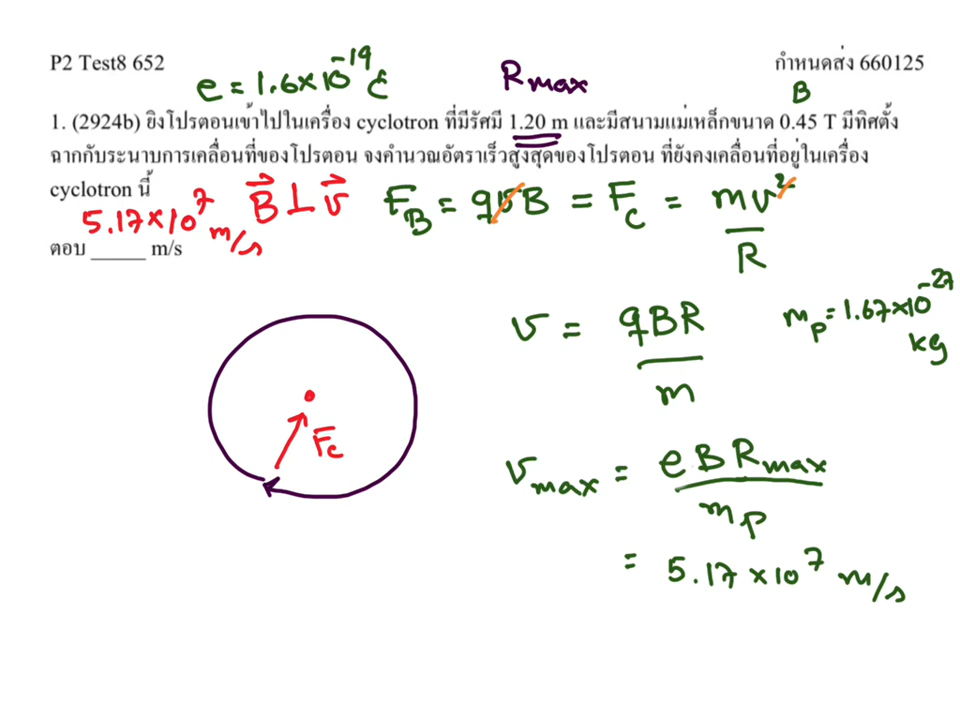 P2 Test8 652 กำหนดส่ง 660125
e = 1.6×10⁻¹⁹ C Rmax B
1. (2924b) ยิงโปรตอนเข้าไปในเครื่อง cyclotron ที่มีรัศมี 1.20 m และมีสนามแม่เหล็กขนาด 0.45 T มีทิศตั้ง
ฉากกับระนาบการเคลื่อนที่ของโปรตอน จงคำนวณอัตราเร็วสูงสุดของโปรตอน ที่ยังคงเคลื่อนที่อยู่ในเครื่อง
cyclotron นี้
5.17×10⁷ m/s B⃗ ⊥ v⃗ F_B = qvB = F_c = mv²/R
ตอบ _____ m/s
v = qBR/m m_p = 1.67×10⁻²⁷ kg
F_c
v_max = eBR_max/m_p
= 5.17×10⁷ m/s